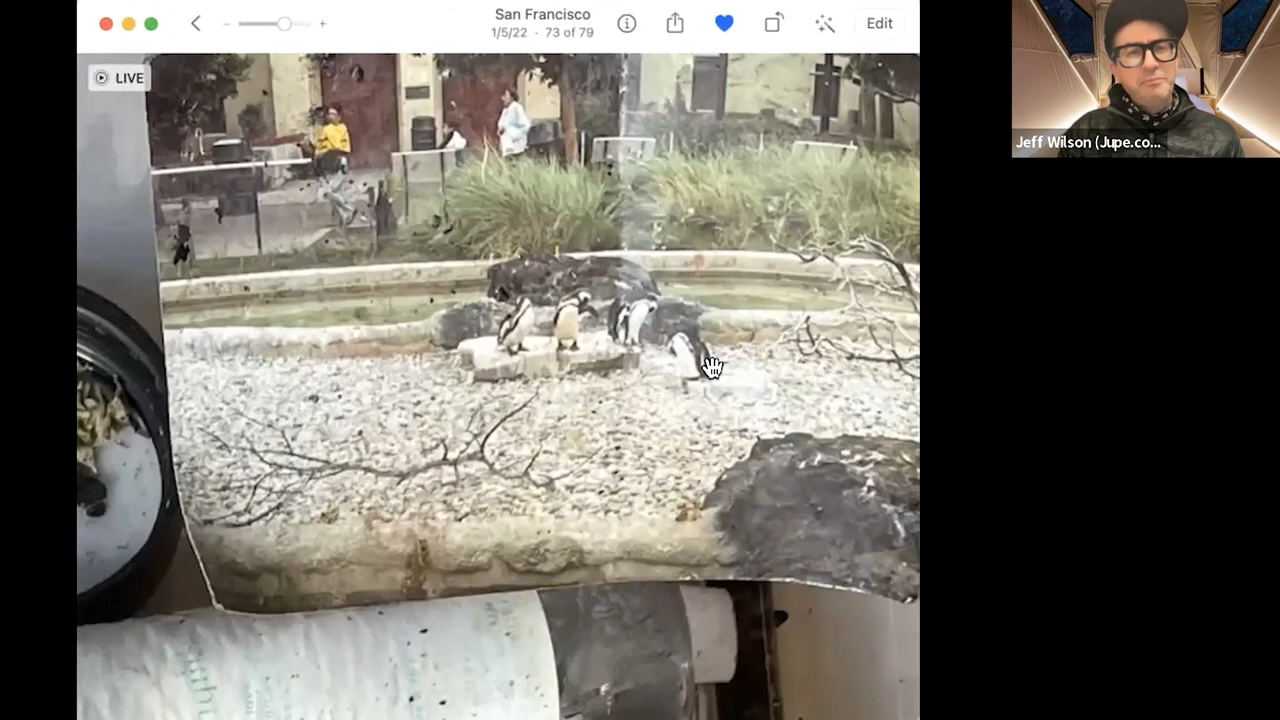 San Francisco
1/5/22 · 73 of 79
Edit
LIVE
Jeff Wilson (Jupe.co...